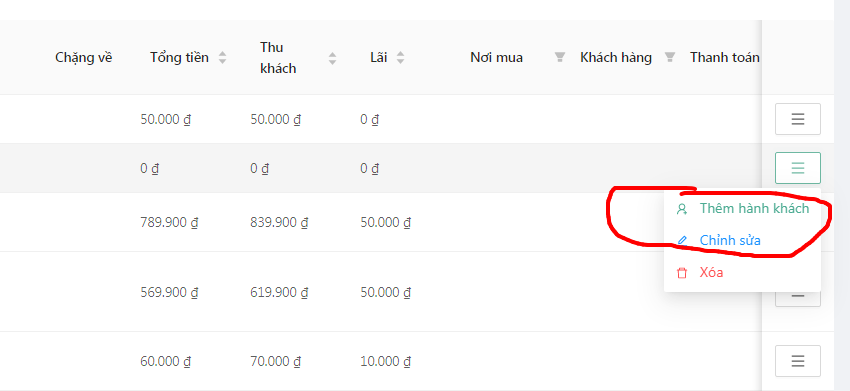 Chặng về Tổng tiền Thu khách Lãi Nơi mua Khách hàng Thanh toán
50.000 ₫ 50.000 ₫ 0 ₫
0 ₫ 0 ₫ 0 ₫
Thêm hành khách
789.900 ₫ 839.900 ₫ 50.000 ₫
Chỉnh sửa
Xóa
569.900 ₫ 619.900 ₫ 50.000 ₫
60.000 ₫ 70.000 ₫ 10.000 ₫